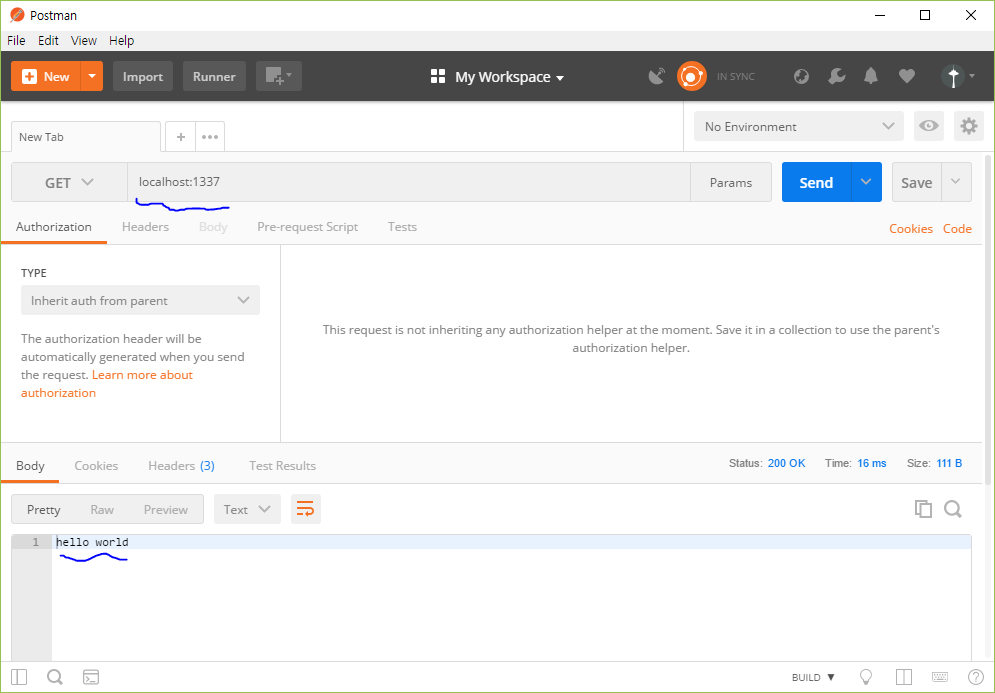 Postman
File Edit View Help
New Import Runner My Workspace IN SYNC
New Tab
No Environment
GET localhost:1337 Params Send Save
Authorization Headers Body Pre-request Script Tests Cookies Code
TYPE
Inherit auth from parent
The authorization header will be
automatically generated when you send
the request. Learn more about
authorization
This request is not inheriting any authorization helper at the moment. Save it in a collection to use the parent's
authorization helper.
Body Cookies Headers (3) Test Results Status: 200 OK Time: 16 ms Size: 111 B
Pretty Raw Preview Text
1 hello world
BUILD